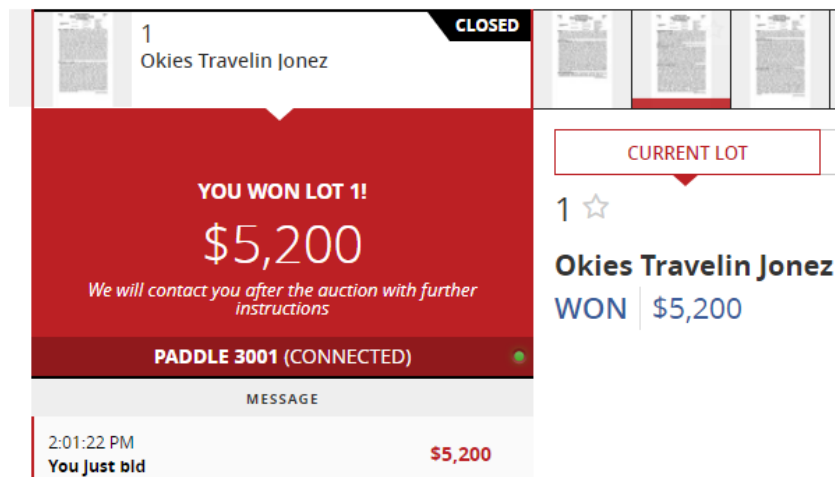 1
Okies Travelin Jonez
CLOSED
YOU WON LOT 1!
$5,200
We will contact you after the auction with further
instructions
PADDLE 3001 (CONNECTED)
MESSAGE
2:01:22 PM
You just bid
$5,200
CURRENT LOT
1
Okies Travelin Jonez
WON $5,200